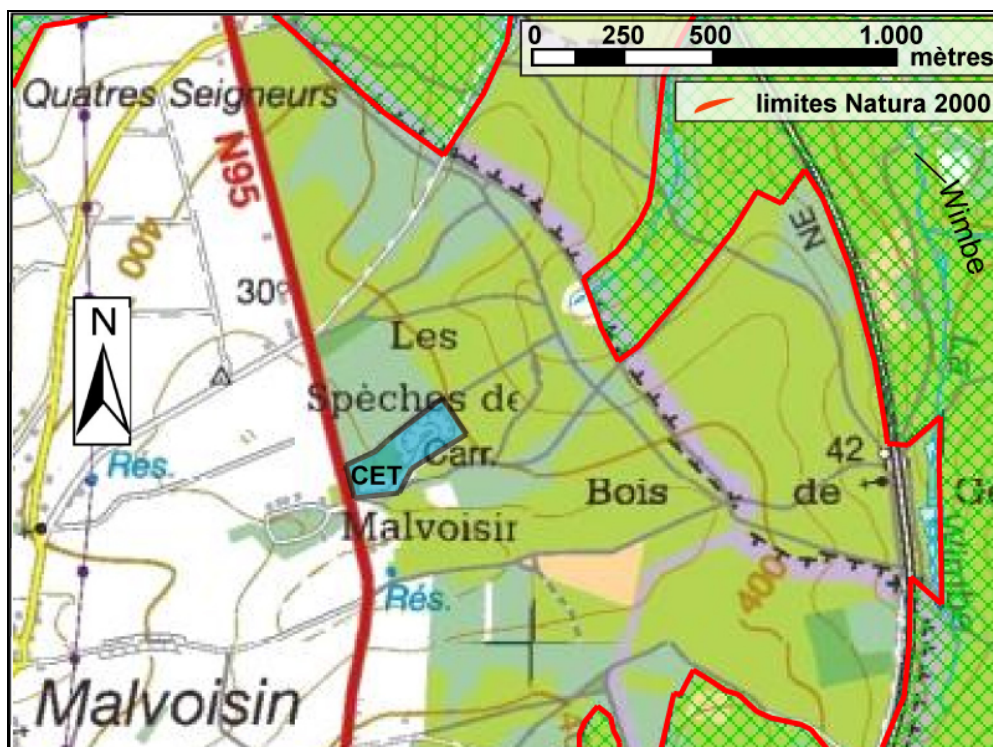 0 250 500 1.000
mètres
limites Natura 2000
Quatres Seigneurs
N95
Wimbe
400
NE
30
N
Les
Spèches de
Carr.
CET
42
Rés.
Bois de
Malvoisin
400
Rés.
Malvoisin